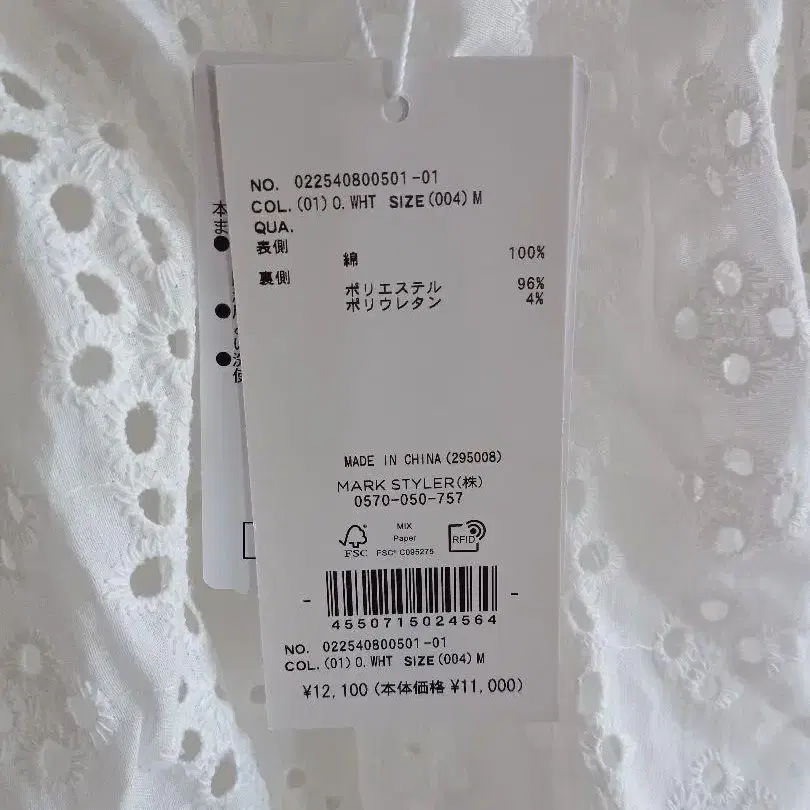 NO. 022540800501-01
COL.(01)O.WHT SIZE(004)M
QUA.
表側
綿 100%
裏側
ポリエステル 96%
ポリウレタン 4%
MADE IN CHINA(295008)
MARK STYLER(株)
0570-050-757
MIX
Paper
FSC FSC® C095275
RFID
4550715024564
NO. 022540800501-01
COL.(01)O.WHT SIZE(004)M
¥12,100(本体価格 ¥11,000)
本
ま